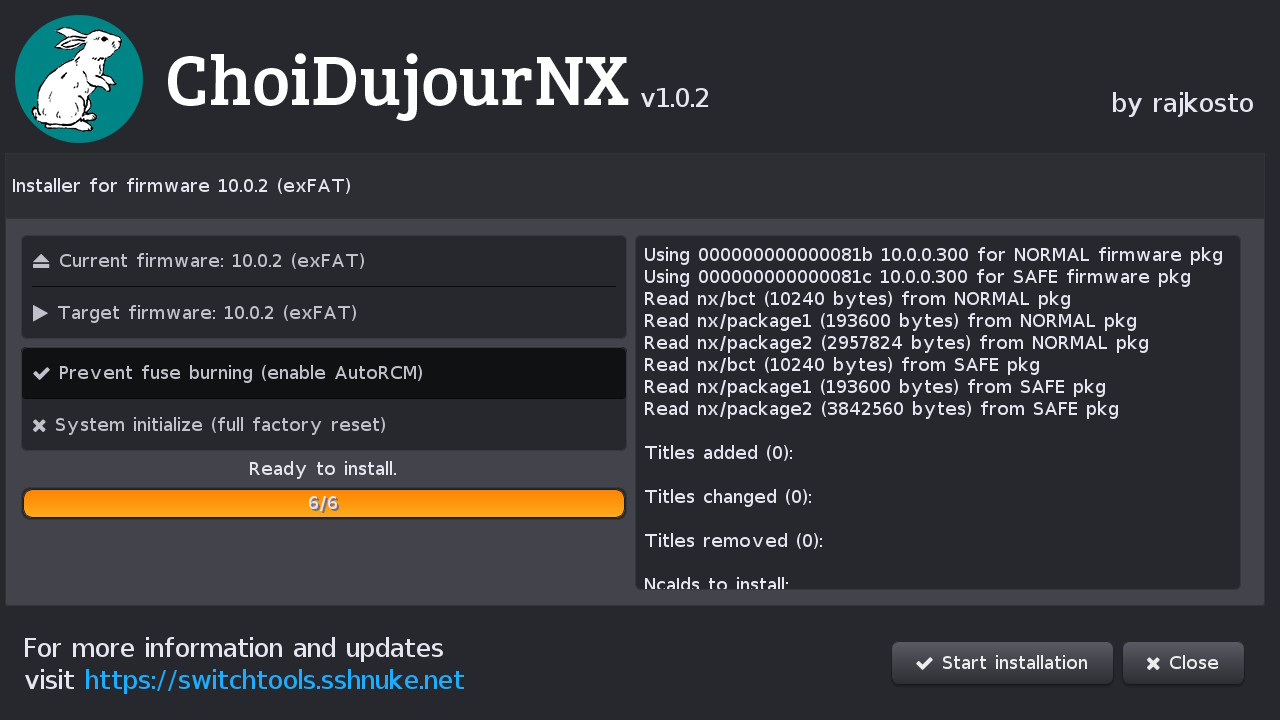 ChoiDujourNX v1.0.2
by rajkosto
Installer for firmware 10.0.2 (exFAT)
Current firmware: 10.0.2 (exFAT)
Target firmware: 10.0.2 (exFAT)
Prevent fuse burning (enable AutoRCM)
System initialize (full factory reset)
Ready to install.
6/6
Using 000000000000081b 10.0.0.300 for NORMAL firmware pkg
Using 000000000000081c 10.0.0.300 for SAFE firmware pkg
Read nx/bct (10240 bytes) from NORMAL pkg
Read nx/package1 (193600 bytes) from NORMAL pkg
Read nx/package2 (2957824 bytes) from NORMAL pkg
Read nx/bct (10240 bytes) from SAFE pkg
Read nx/package1 (193600 bytes) from SAFE pkg
Read nx/package2 (3842560 bytes) from SAFE pkg
Titles added (0):
Titles changed (0):
Titles removed (0):
NcaIds to install:
For more information and updates
visit https://switchtools.sshnuke.net
Start installation
Close